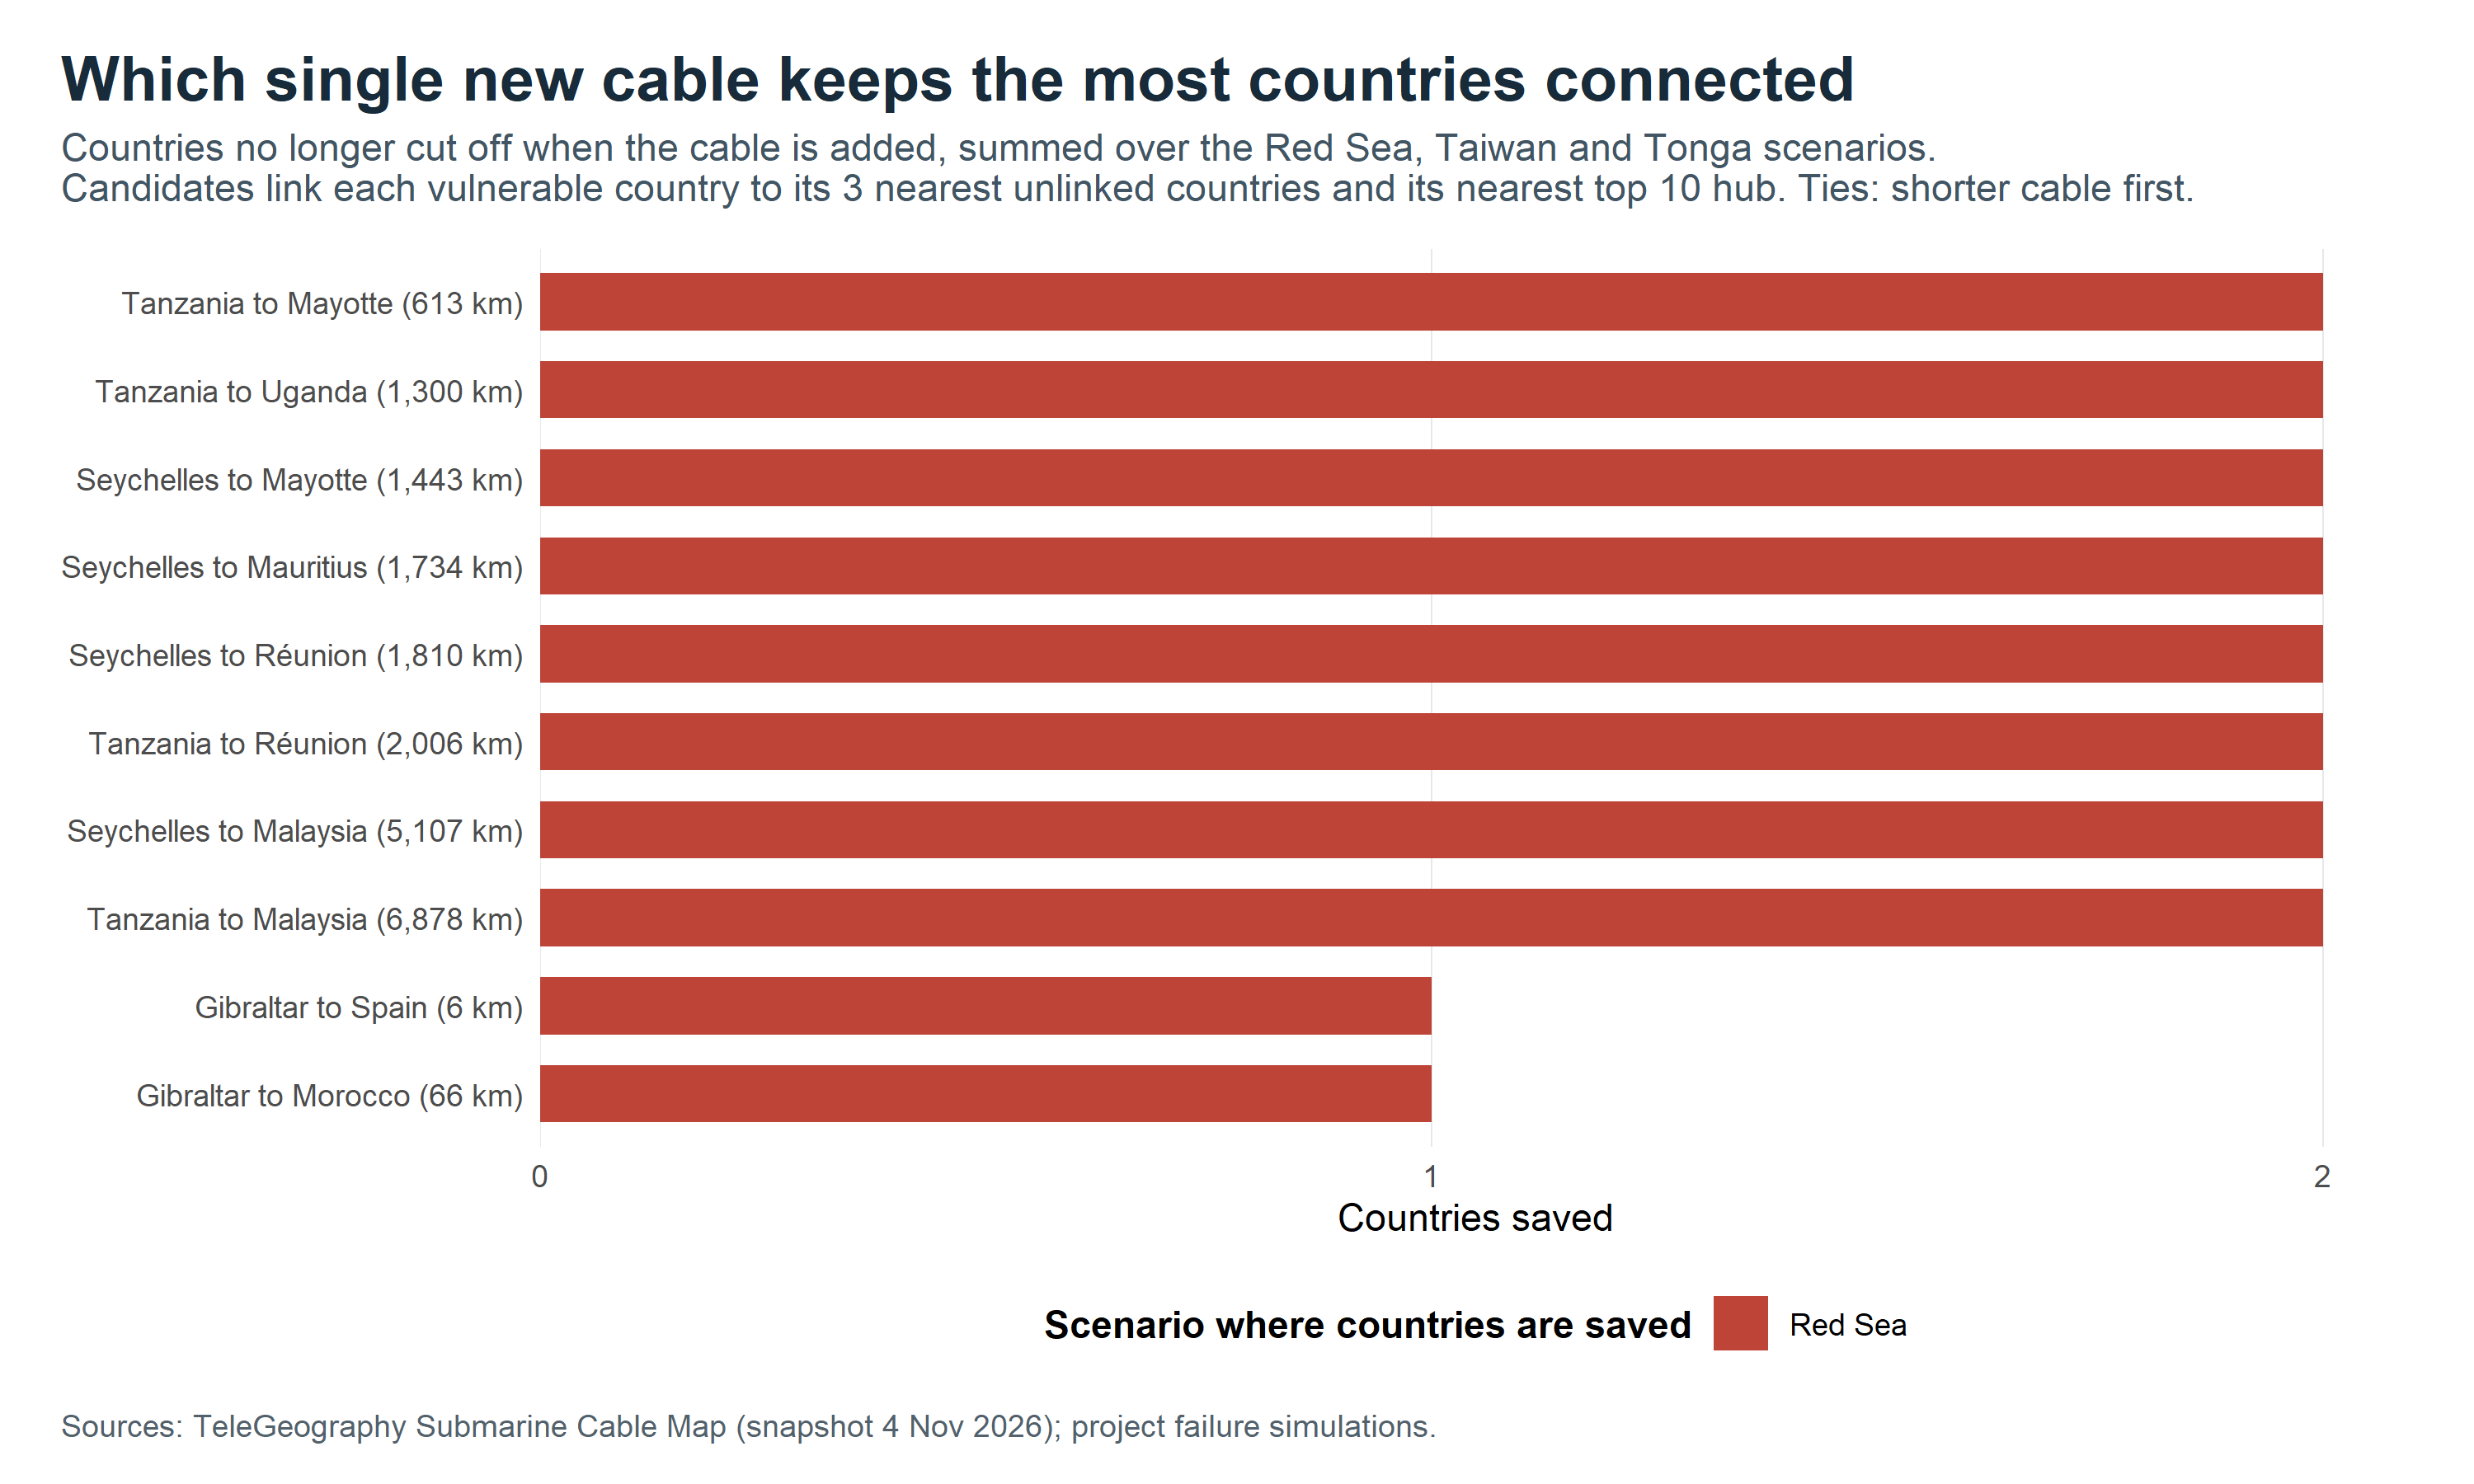 Which single new cable keeps the most countries connected
Countries no longer cut off when the cable is added, summed over the Red Sea, Taiwan and Tonga scenarios.
Candidates link each vulnerable country to its 3 nearest unlinked countries and its nearest top 10 hub. Ties: shorter cable first.
Tanzania to Mayotte (613 km)
Tanzania to Uganda (1,300 km)
Seychelles to Mayotte (1,443 km)
Seychelles to Mauritius (1,734 km)
Seychelles to Réunion (1,810 km)
Tanzania to Réunion (2,006 km)
Seychelles to Malaysia (5,107 km)
Tanzania to Malaysia (6,878 km)
Gibraltar to Spain (6 km)
Gibraltar to Morocco (66 km)
0 1 2
Countries saved
Scenario where countries are saved Red Sea
Sources: TeleGeography Submarine Cable Map (snapshot 4 Nov 2026); project failure simulations.